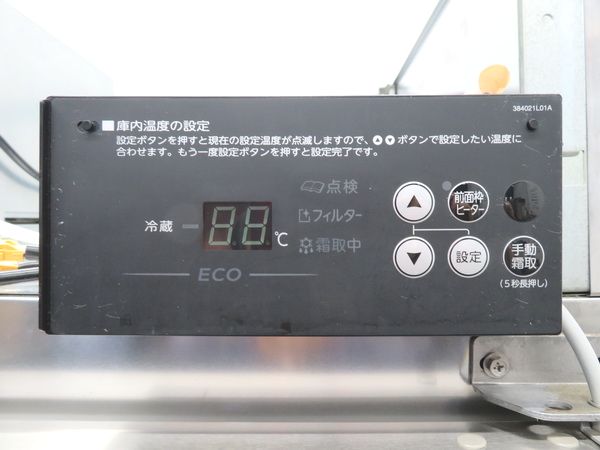 384021L01A
■庫内温度の設定
設定ボタンを押すと現在の設定温度が点滅しますので、▲▼ボタンで設定したい温度に
合わせます。もう一度設定ボタンを押すと設定完了です。
点検
フィルター
霜取中
冷蔵
88℃
ECO
▲
前面枠
ヒーター
▼
設定
手動
霜取
(5秒長押し)